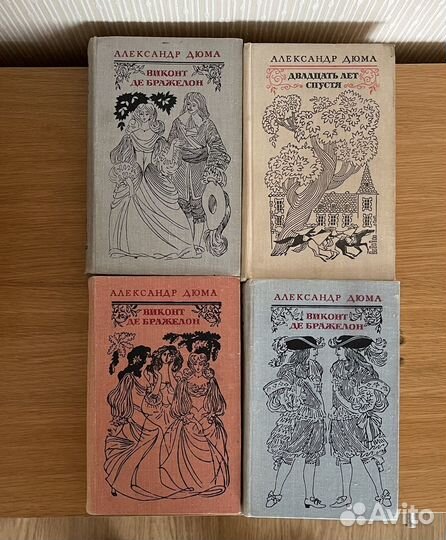 АЛЕКСАНДР ДЮМА
ВИКОНТ
ДЕ БРАЖЕЛОН
АЛЕКСАНДР ДЮМА
ДВАДЦАТЬ ЛЕТ
СПУСТЯ
АЛЕКСАНДР ДЮМА
ВИКОНТ
ДЕ БРАЖЕЛОН
АЛЕКСАНДР ДЮМА
ВИКОНТ
ДЕ БРАЖЕЛОН
Avito